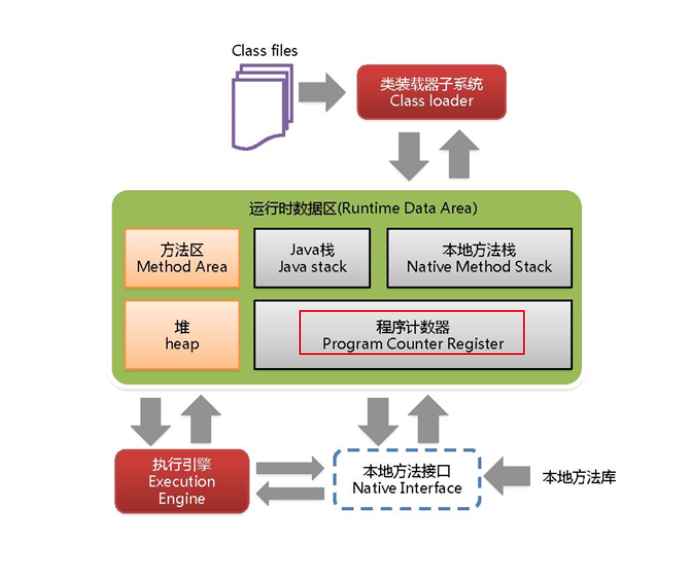 Class files
类装载器子系统
Class loader
运行时数据区(Runtime Data Area)
方法区
Method Area
Java栈
Java stack
本地方法栈
Native Method Stack
堆
heap
程序计数器
Program Counter Register
执行引擎
Execution
Engine
本地方法接口
Native Interface
本地方法库